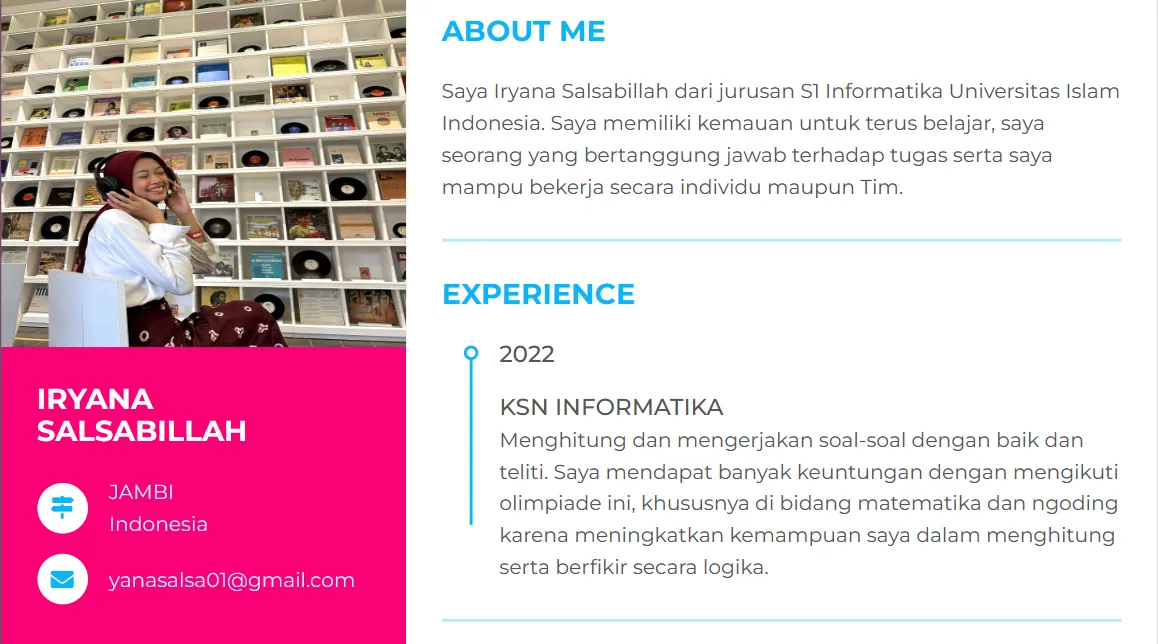 IRYANA
SALSABILLAH
JAMBI
Indonesia
yanasalsa01@gmail.com
ABOUT ME
Saya Iryana Salsabillah dari jurusan S1 Informatika Universitas Islam
Indonesia. Saya memiliki kemauan untuk terus belajar, saya
seorang yang bertanggung jawab terhadap tugas serta saya
mampu bekerja secara individu maupun Tim.
EXPERIENCE
2022
KSN INFORMATIKA
Menghitung dan mengerjakan soal-soal dengan baik dan
teliti. Saya mendapat banyak keuntungan dengan mengikuti
olimpiade ini, khususnya di bidang matematika dan ngoding
karena meningkatkan kemampuan saya dalam menghitung
serta berfikir secara logika.